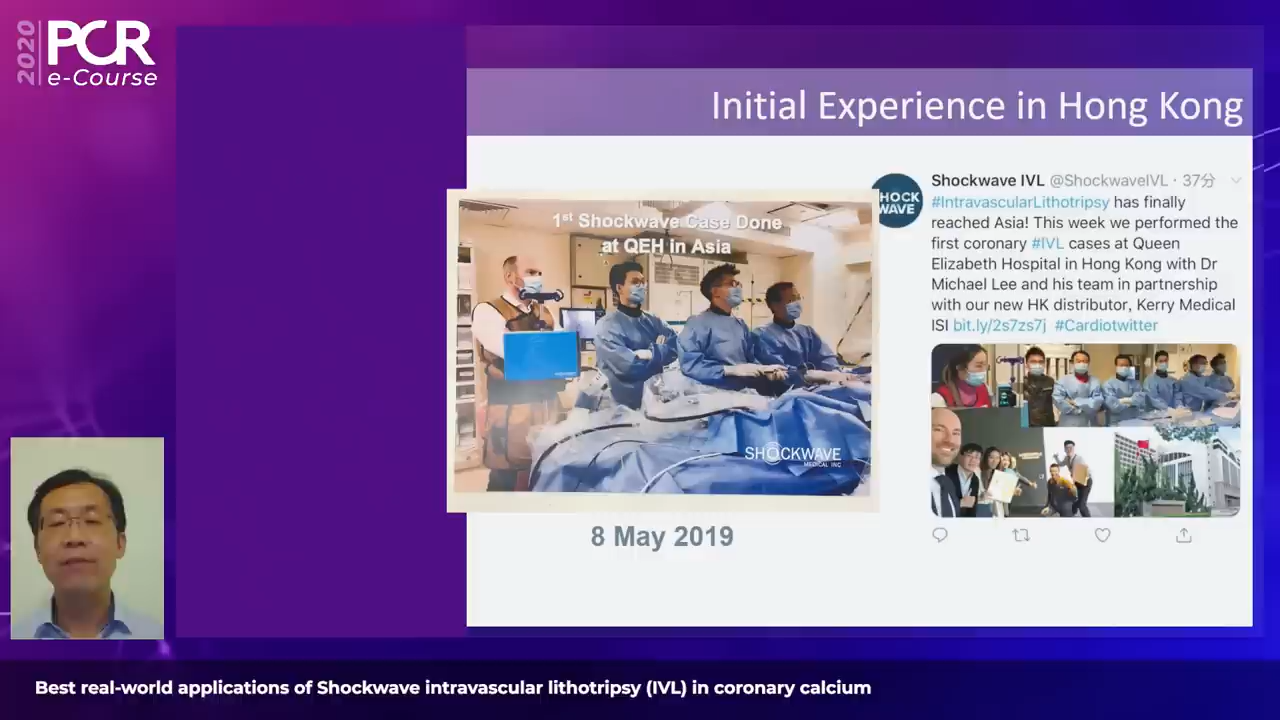 2020
PCR
e-Course
Initial Experience in Hong Kong
1st Shockwave Case Done
at QEH in Asia
SHOCKWAVE
MEDICAL INC
8 May 2019
SHOCK
WAVE
Shockwave IVL @ShockwaveIVL · 37分
#IntravascularLithotripsy has finally
reached Asia! This week we performed the
first coronary #IVL cases at Queen
Elizabeth Hospital in Hong Kong with Dr
Michael Lee and his team in partnership
with our new HK distributor, Kerry Medical
ISI bit.ly/2s7zs7j #Cardiotwitter
Best real-world applications of Shockwave intravascular lithotripsy (IVL) in coronary calcium